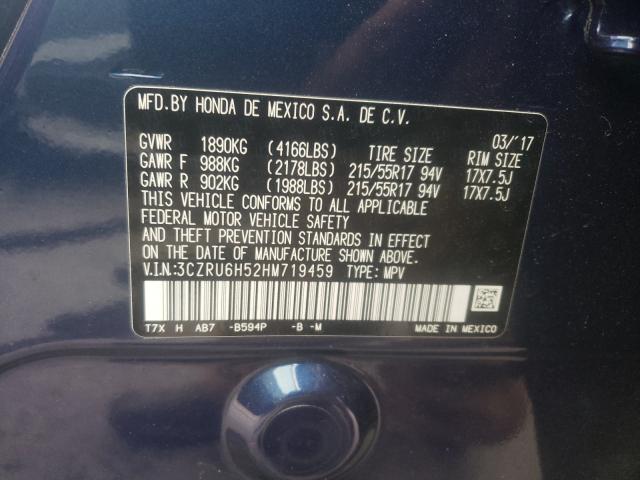 MFD.BY HONDA DE MEXICO S.A. DE C.V.
03/'17
GVWR 1890KG (4166LBS) TIRE SIZE RIM SIZE
GAWR F 988KG (2178LBS) 215/55R17 94V 17X7.5J
GAWR R 902KG (1988LBS) 215/55R17 94V 17X7.5J
THIS VEHICLE CONFORMS TO ALL APPLICABLE
FEDERAL MOTOR VEHICLE SAFETY
AND THEFT PREVENTION STANDARDS IN EFFECT
ON THE DATE OF MANUFACTURE SHOWN ABOVE.
V.I.N:3CZRU6H52HM719459 TYPE: MPV
T7X H AB7 -B594P -B -M MADE IN MEXICO